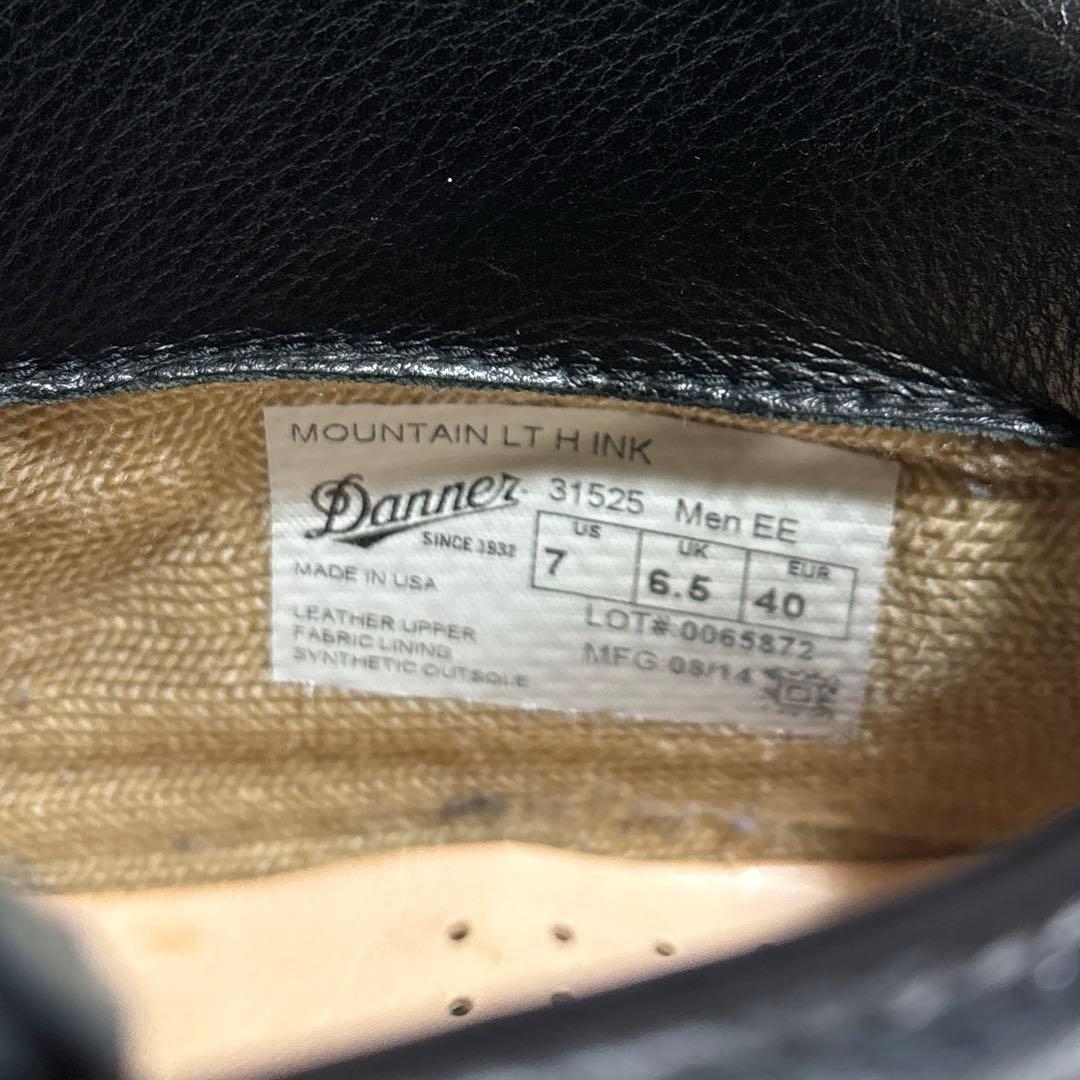 MOUNTAIN LT H INK
Danner 31525 Men EE
SINCE 1932
US UK EUR
7 6.5 40
MADE IN USA
LOT# 0065872
LEATHER UPPER
FABRIC LINING
SYNTHETIC OUTSOLE
MFG 08/14